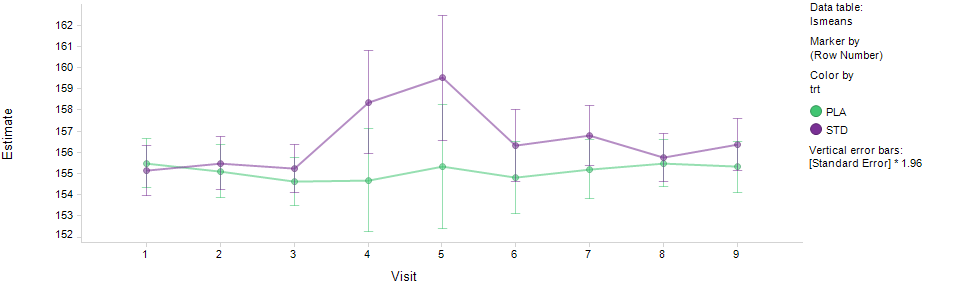 Estimate
162
161
160
159
158
157
156
155
154
153
152
1 2 3 4 5 6 7 8 9
Visit
Data table:
lsmeans
Marker by
(Row Number)
Color by
trt
PLA
STD
Vertical error bars:
[Standard Error] * 1.96